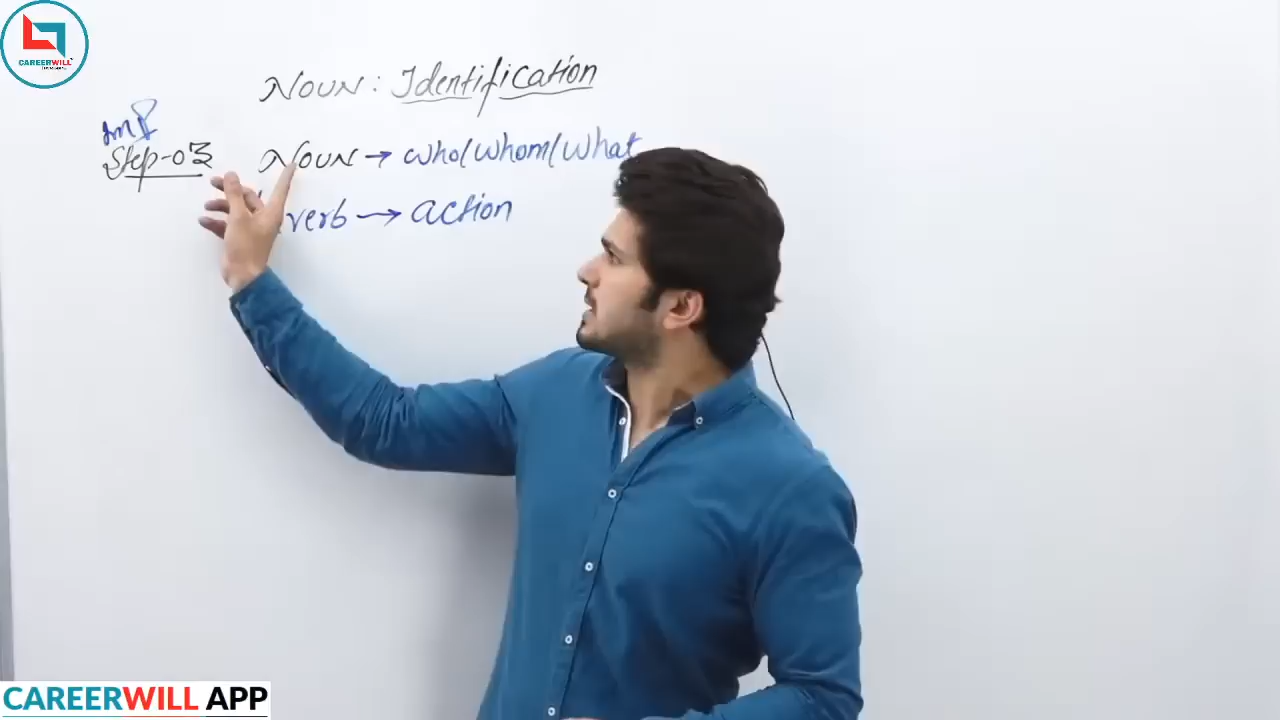 CAREERWILL
NOUN : Identification
Imp
Step-03
NOUN → who/whom/what
verb → action
CAREERWILL APP